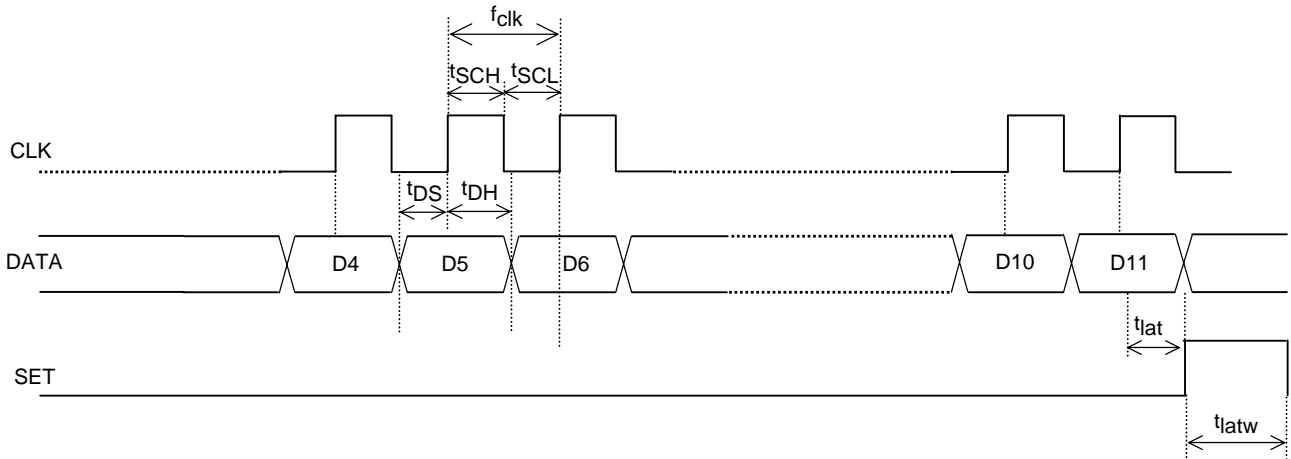 fclk
tSCH tSCL
CLK
tDS tDH
DATA D4 D5 D6 D10 D11
tlat
SET
tlatw